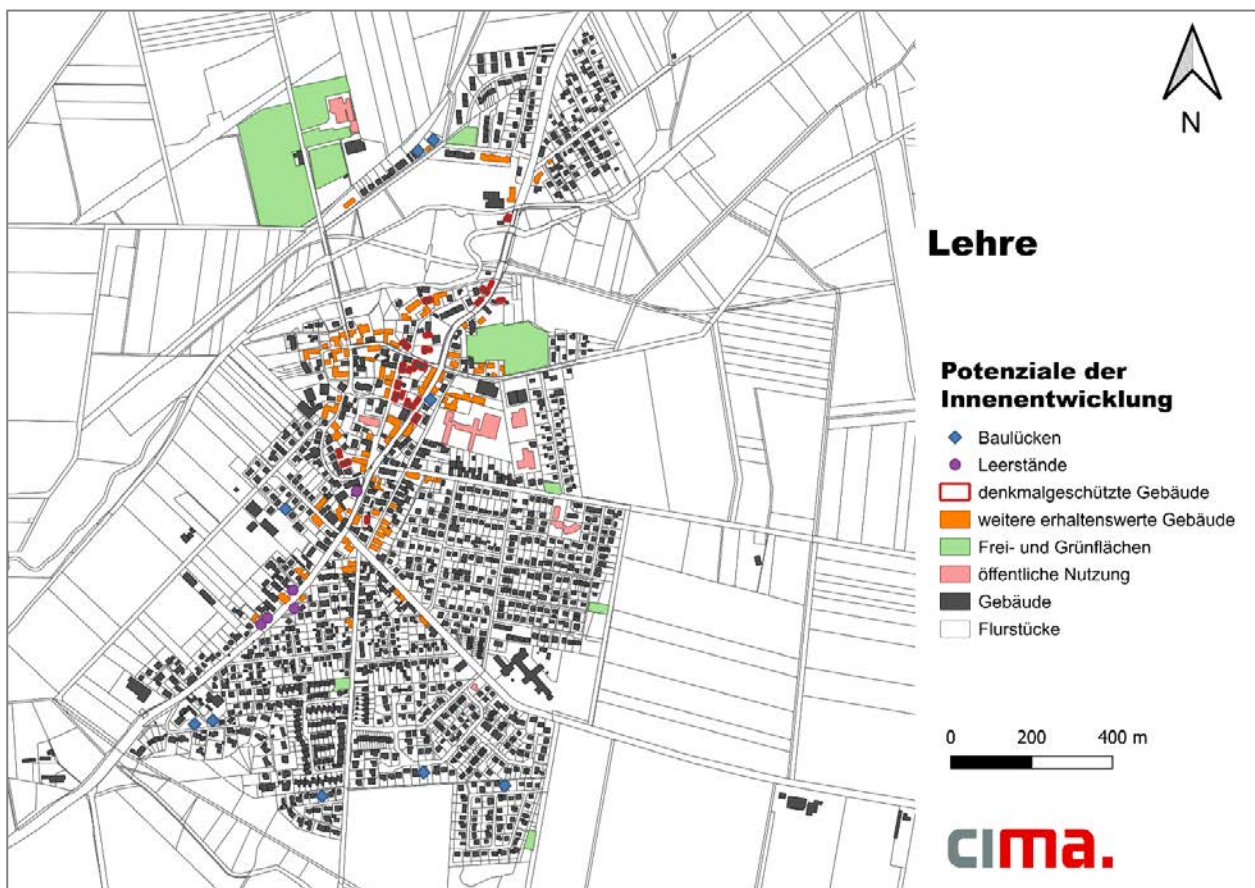 N
Lehre
Potenziale der
Innenentwicklung
Baulücken
Leerstände
denkmalgeschützte Gebäude
weitere erhaltenswerte Gebäude
Frei- und Grünflächen
öffentliche Nutzung
Gebäude
Flurstücke
0 200 400 m
cima.